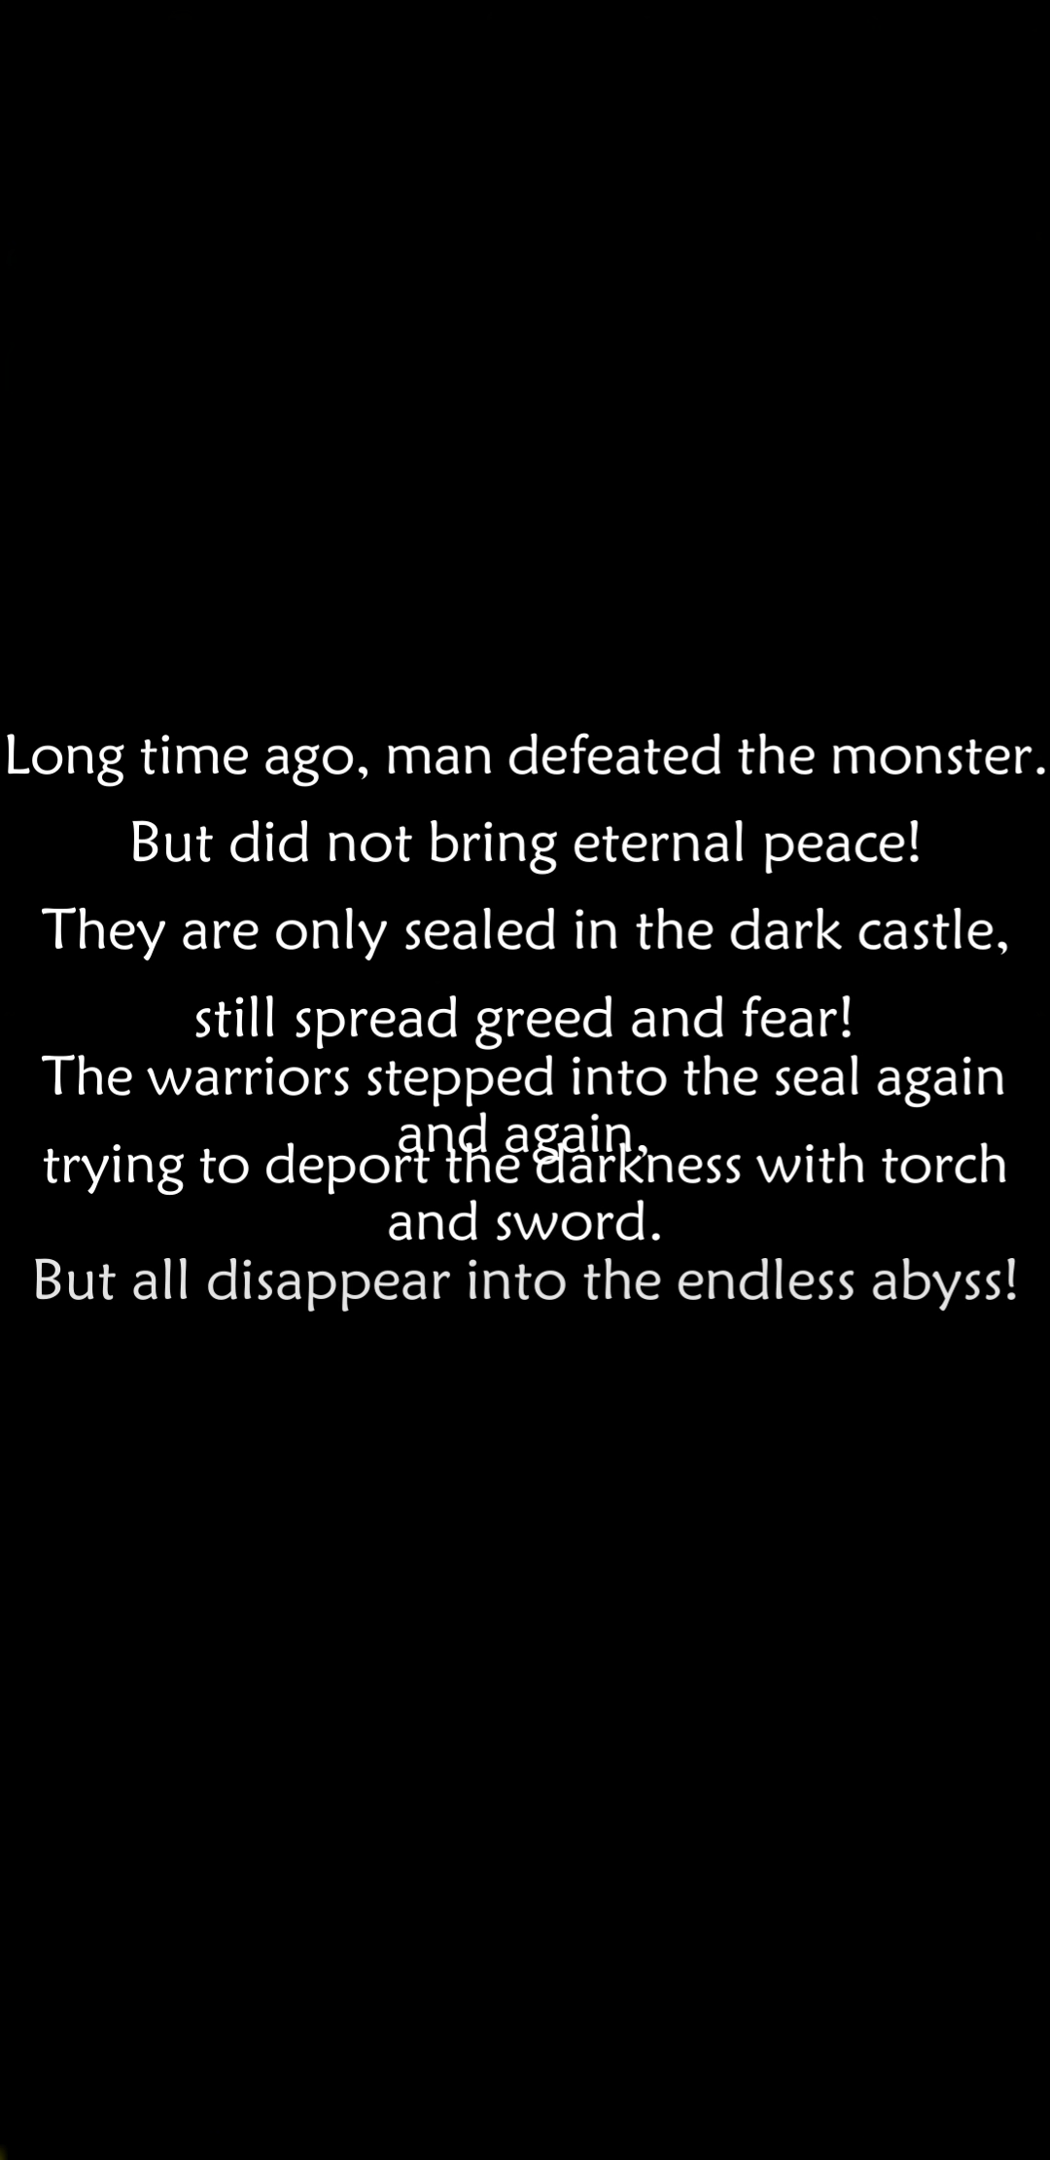 Long time ago, man defeated the monster.
But did not bring eternal peace!
They are only sealed in the dark castle,
still spread greed and fear!
The warriors stepped into the seal again
and again,
trying to deport the darkness with torch
and sword.
But all disappear into the endless abyss!